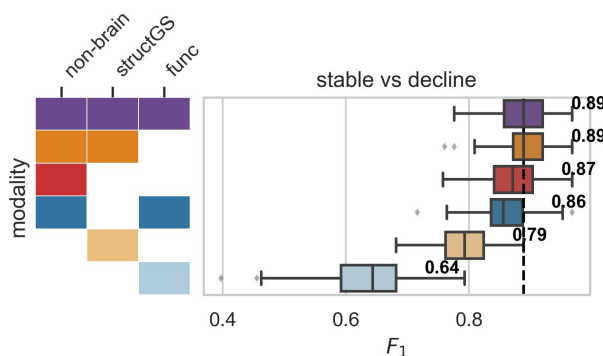 non-brain
structGS
func
stable vs decline
modality
0.89
0.89
0.87
0.86
0.79
0.64
0.4 0.6 0.8
F1